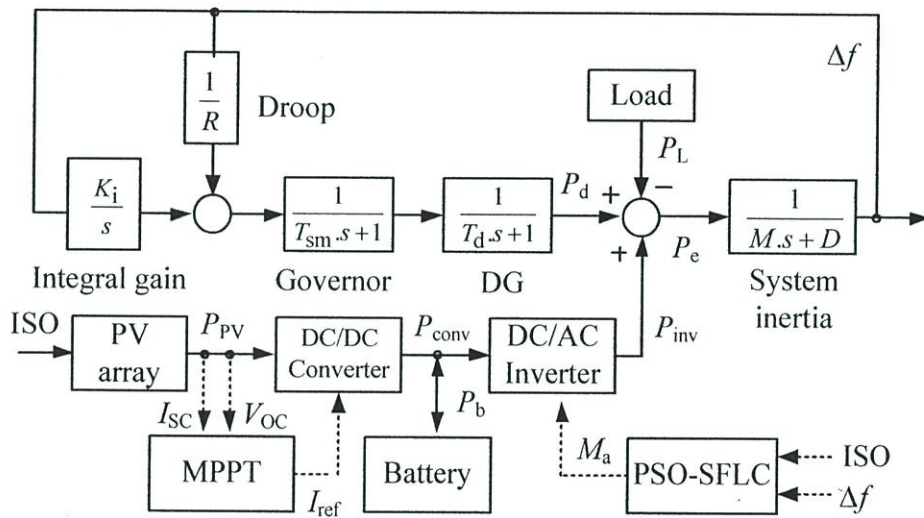 Δf
1
R
Droop
Load
P_L
K_i
s
1
T_sm.s+1
1
T_d.s+1
P_d
+
−
+
P_e
1
M.s+D
Integral gain
Governor
DG
System
inertia
ISO
PV
array
P_PV
DC/DC
Converter
P_conv
DC/AC
Inverter
P_inv
I_SC
V_OC
P_b
MPPT
I_ref
Battery
M_a
PSO-SFLC
ISO
Δf